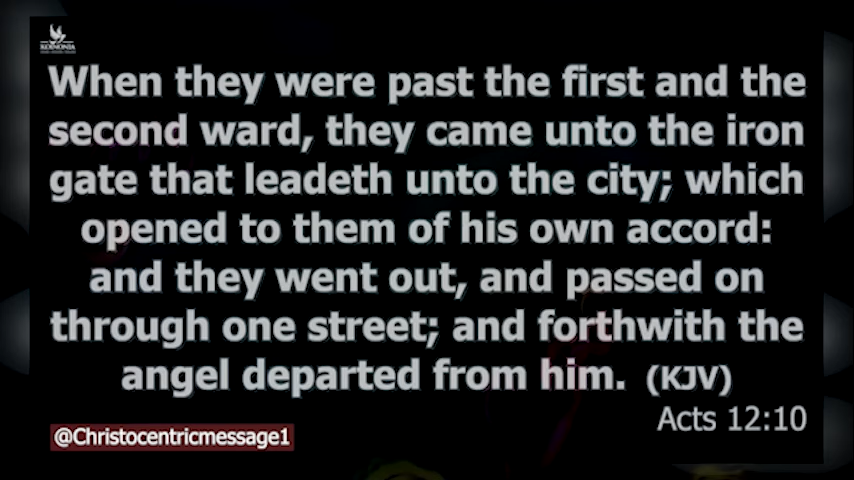 KOINONIA
When they were past the first and the
second ward, they came unto the iron
gate that leadeth unto the city; which
opened to them of his own accord:
and they went out, and passed on
through one street; and forthwith the
angel departed from him. (KJV)
Acts 12:10
@Christocentricmessage1